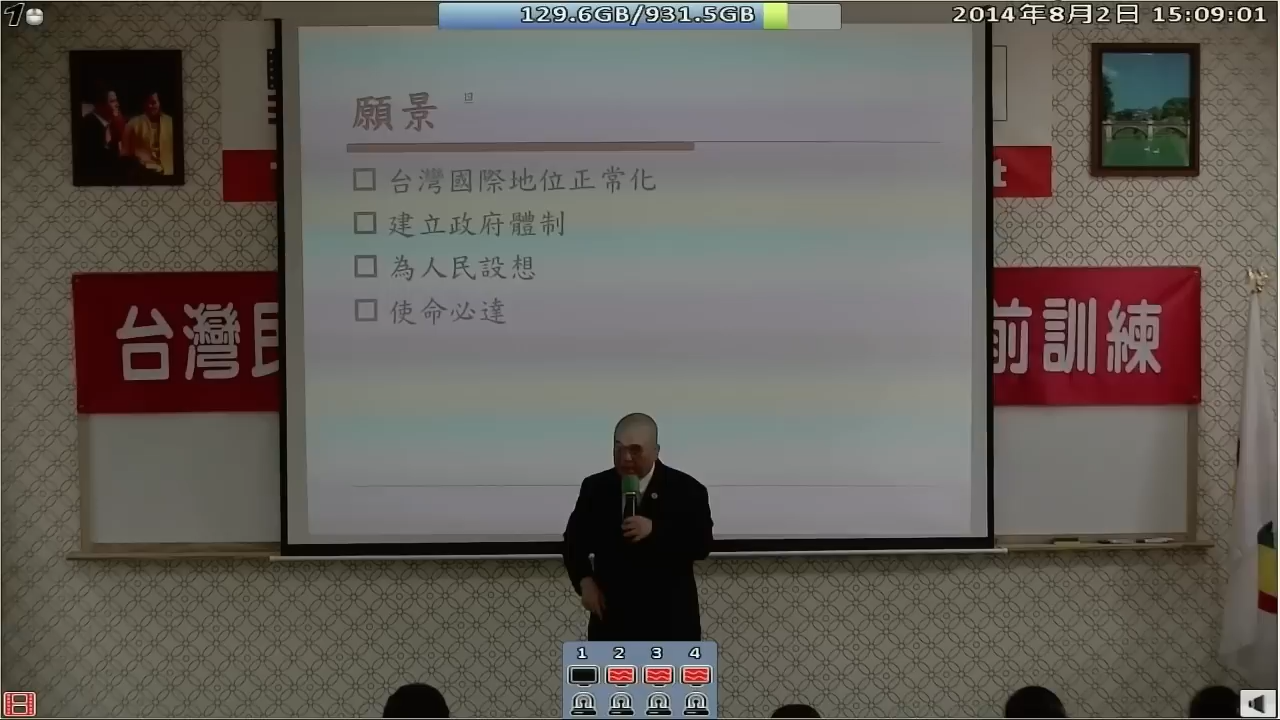 1
129.6GB/931.5GB
2014年8月2日 15:09:01
願景
台灣國際地位正常化
建立政府體制
為人民設想
使命必達
台灣民
前訓練
t
1 2 3 4